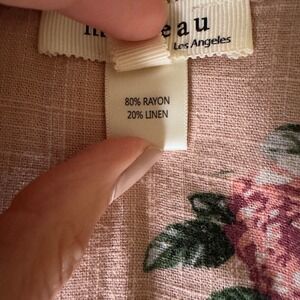 Los Angeles
80% RAYON
20% LINEN